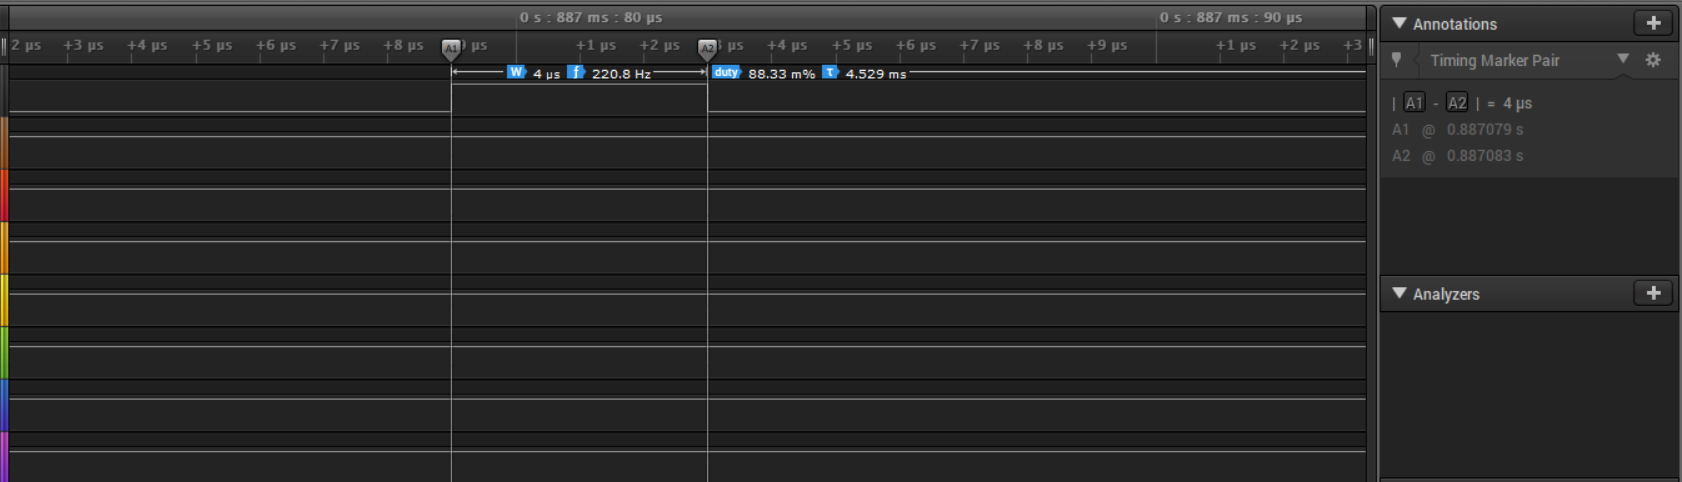 0 s : 887 ms : 80 µs 0 s : 887 ms : 90 µs
2 µs +3 µs +4 µs +5 µs +6 µs +7 µs +8 µs A1 µs +1 µs +2 µs A2 µs +4 µs +5 µs +6 µs +7 µs +8 µs +9 µs +1 µs +2 µs +3
W 4 µs f 220.8 Hz duty 88.33 m% T 4.529 ms
Annotations +
Timing Marker Pair
| A1 - A2 | = 4 µs
A1 @ 0.887079 s
A2 @ 0.887083 s
Analyzers +